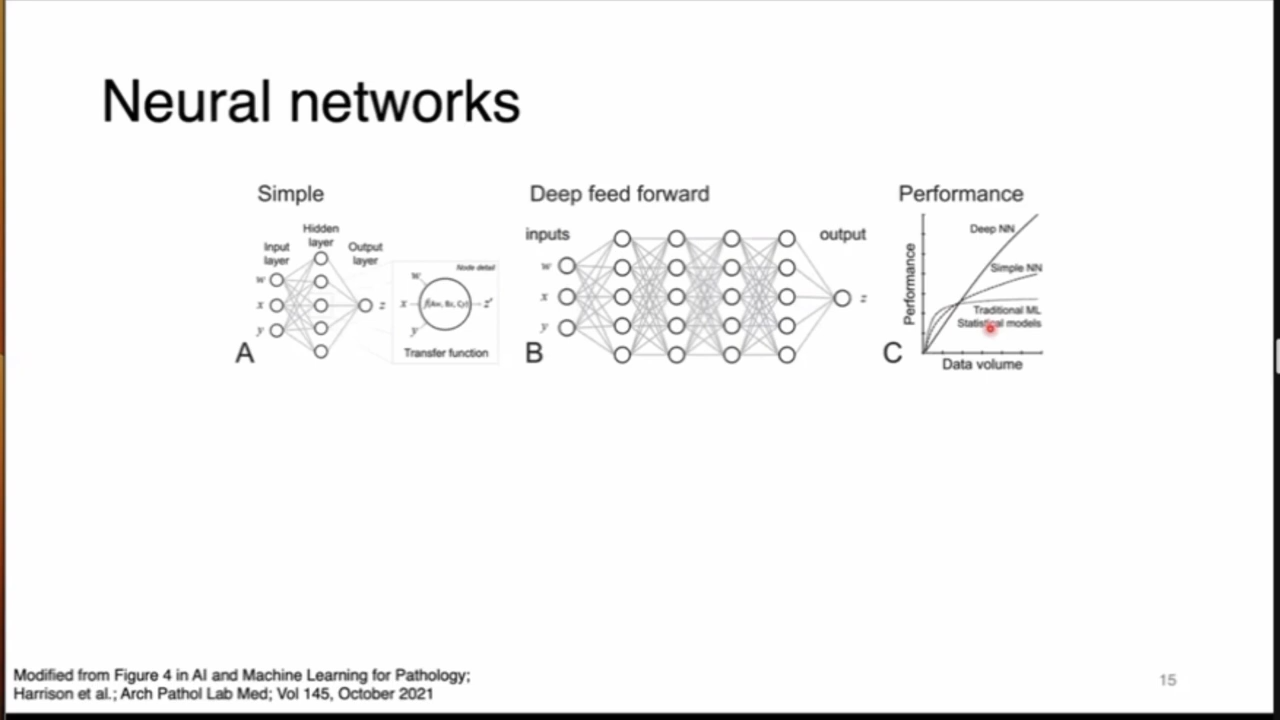 Neural networks
Simple
Input
layer
Hidden
layer
Output
layer
w
x
y
z
Node detail
w
x
y
z'
Transfer function
A
Deep feed forward
inputs
output
w
x
y
z
B
Performance
Performance
Deep NN
Simple NN
Traditional ML
Statistical models
Data volume
C
Modified from Figure 4 in AI and Machine Learning for Pathology;
Harrison et al.; Arch Pathol Lab Med; Vol 145, October 2021
15